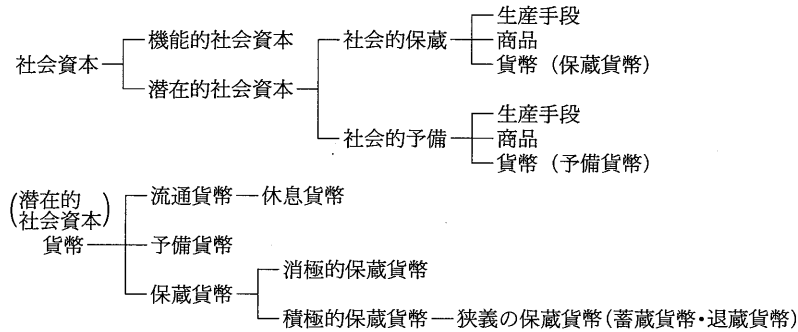 社会資本
機能的社会資本
潜在的社会資本
社会的保蔵
生産手段
商品
貨幣（保蔵貨幣）
社会的予備
生産手段
商品
貨幣（予備貨幣）
（潜在的
社会資本）
貨幣
流通貨幣
休息貨幣
予備貨幣
保蔵貨幣
消極的保蔵貨幣
積極的保蔵貨幣
狭義の保蔵貨幣（蓄蔵貨幣・退蔵貨幣）